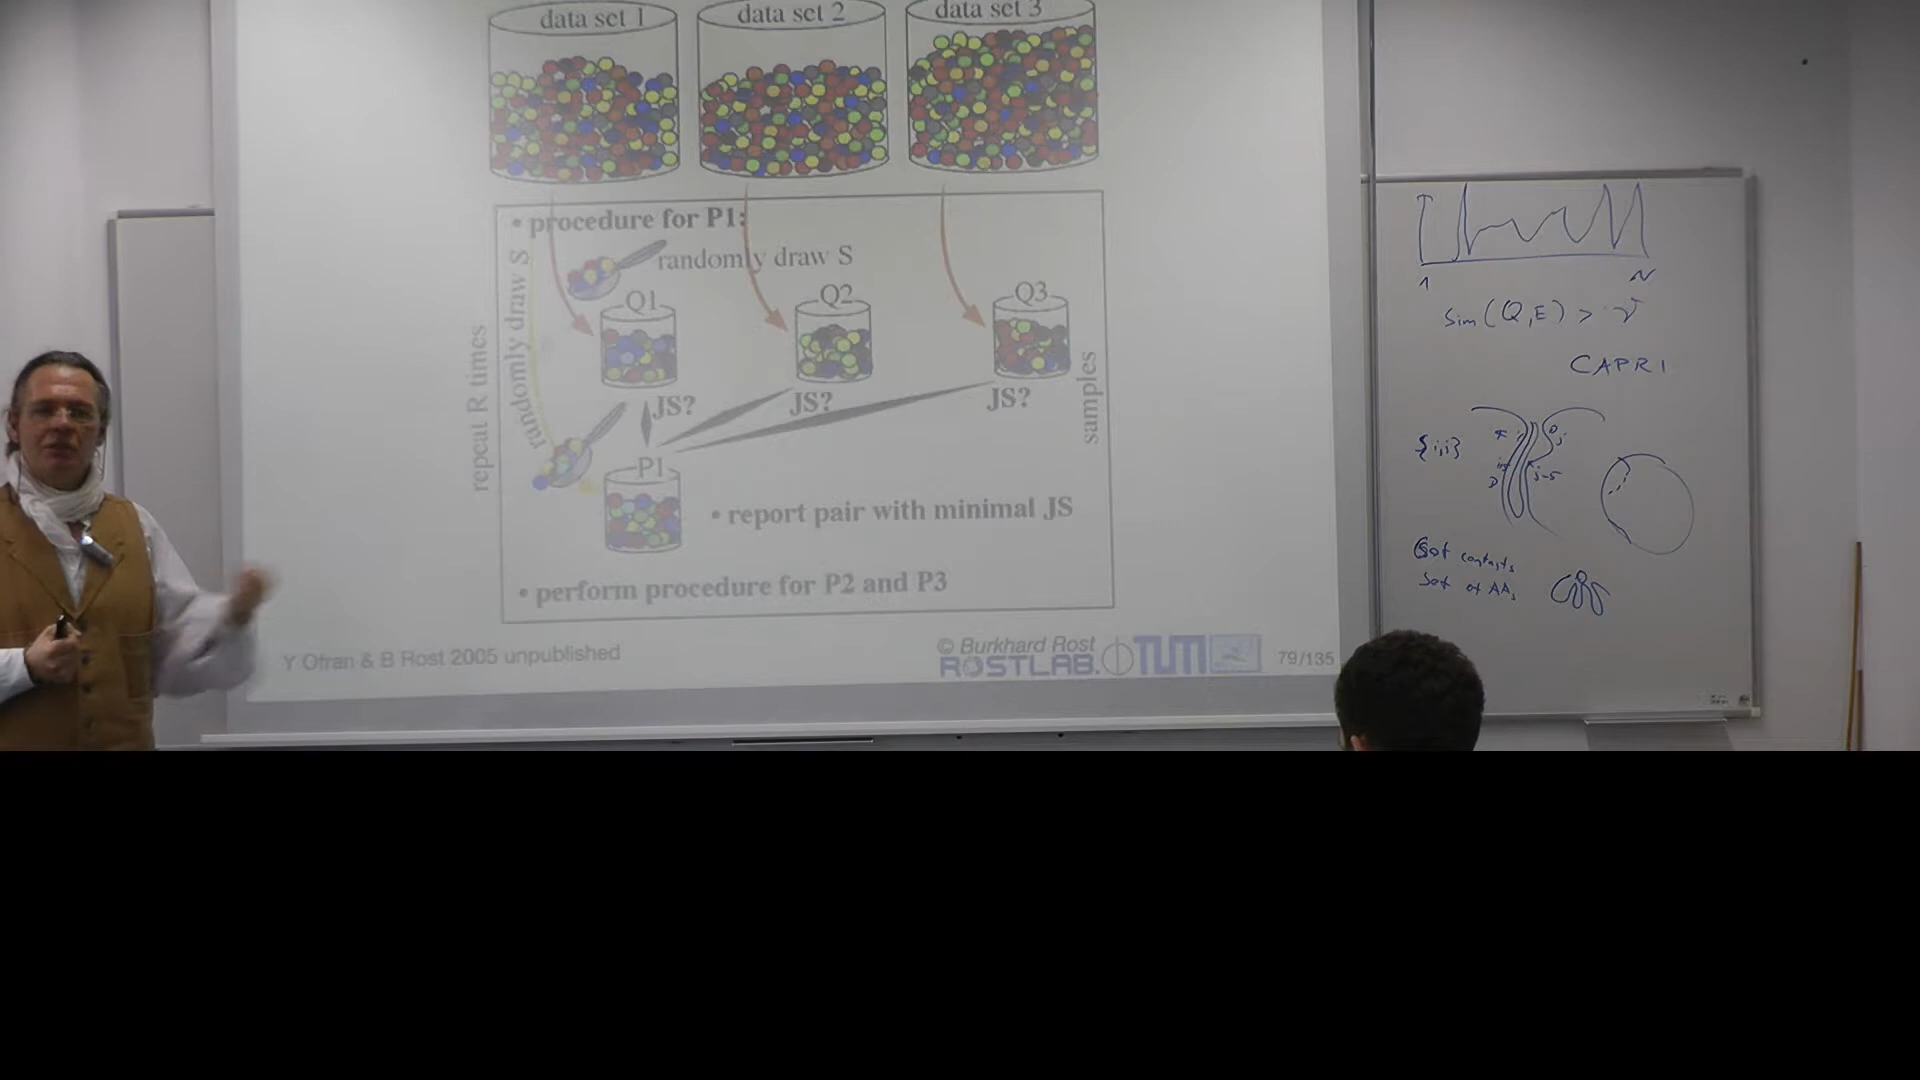 data set 1
data set 2
data set 3
• procedure for P1:
randomly draw S
randomly draw S
repeat R times
Q1
Q2
Q3
JS?
JS?
JS?
samples
P1
• report pair with minimal JS
• perform procedure for P2 and P3
Y Ofran & B Rost 2005 unpublished
© Burkhard Rost
ROSTLAB.
TUM
79/135
1
N
Sim(Q,E) >
CAPRI
{i,j}
j
j-5
contacts
Set of AAs